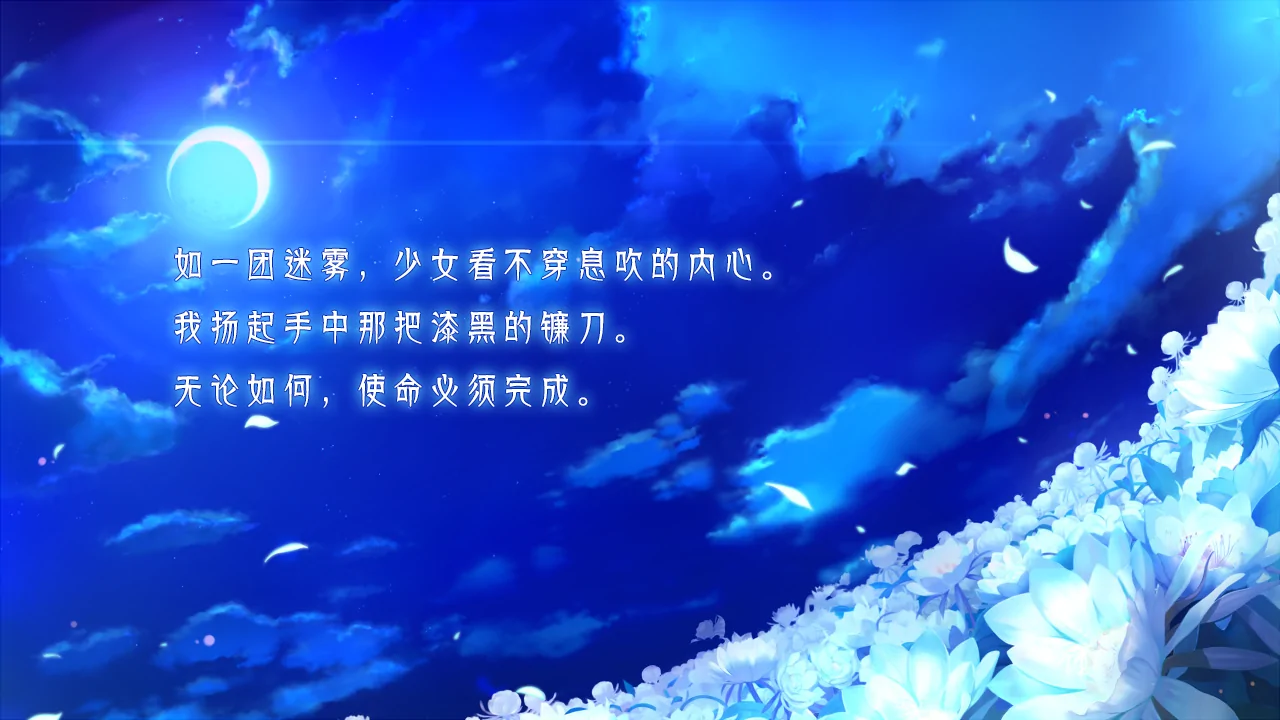 如一团迷雾，少女看不穿息吹的内心。
我扬起手中那把漆黑的镰刀。
无论如何，使命必须完成。